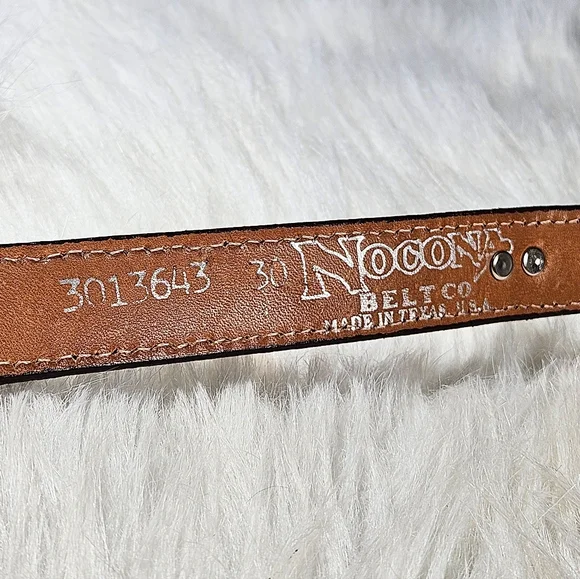 3013643 30 NOCONA
BELT CO.
MADE IN TEXAS, U.S.A.